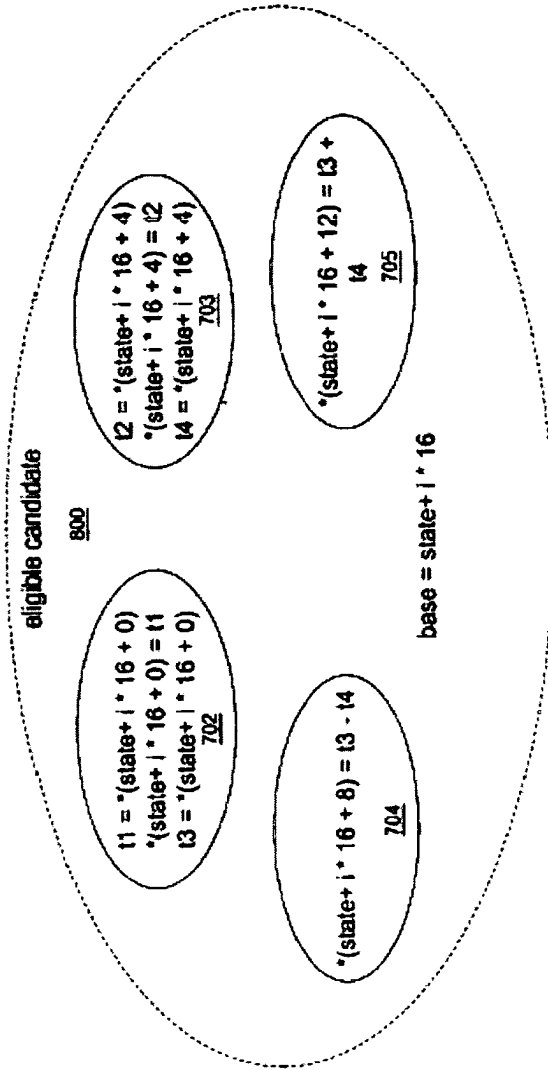 eligible candidate
800
t1 = *(state+ i * 16 + 0)
*(state+ i * 16 + 0) = t1
t3 = *(state+ i * 16 + 0)
702
t2 = *(state+ i * 16 + 4)
*(state+ i * 16 + 4) = t2
t4 = *(state+ i * 16 + 4)
703
*(state+ i * 16 + 8) = t3 - t4
704
*(state+ i * 16 + 12) = t3 +
t4
705
base = state+ i * 16